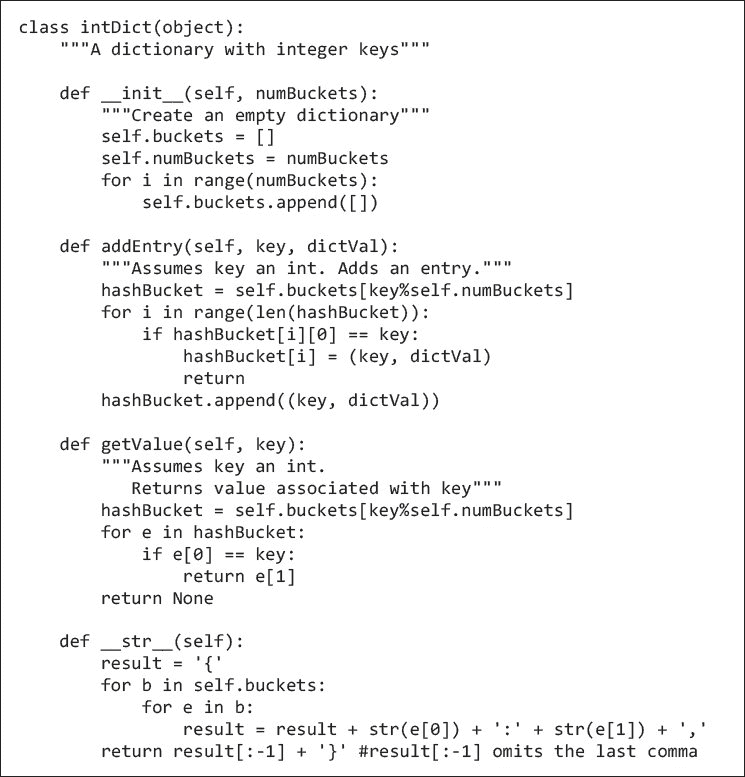 class intDict(object):
    """A dictionary with integer keys"""

    def __init__(self, numBuckets):
        """Create an empty dictionary"""
        self.buckets = []
        self.numBuckets = numBuckets
        for i in range(numBuckets):
            self.buckets.append([])

    def addEntry(self, key, dictVal):
        """Assumes key an int. Adds an entry."""
        hashBucket = self.buckets[key%self.numBuckets]
        for i in range(len(hashBucket)):
            if hashBucket[i][0] == key:
                hashBucket[i] = (key, dictVal)
                return
        hashBucket.append((key, dictVal))

    def getValue(self, key):
        """Assumes key an int.
           Returns value associated with key"""
        hashBucket = self.buckets[key%self.numBuckets]
        for e in hashBucket:
            if e[0] == key:
                return e[1]
        return None

    def __str__(self):
        result = '{'
        for b in self.buckets:
            for e in b:
                result = result + str(e[0]) + ':' + str(e[1]) + ','
        return result[:-1] + '}' #result[:-1] omits the last comma